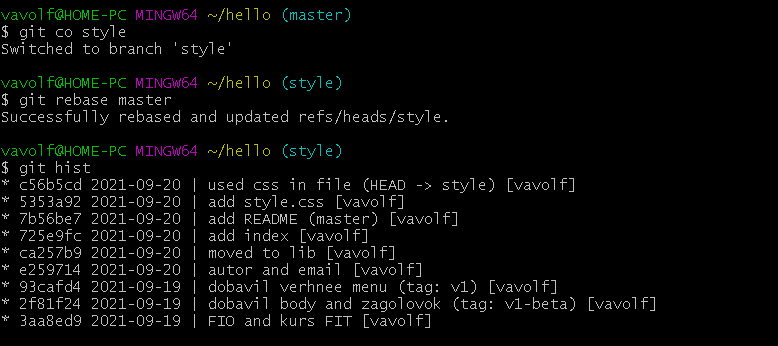 vavolf@HOME-PC MINGW64 ~/hello (master)
$ git co style
Switched to branch 'style'
vavolf@HOME-PC MINGW64 ~/hello (style)
$ git rebase master
Successfully rebased and updated refs/heads/style.
vavolf@HOME-PC MINGW64 ~/hello (style)
$ git hist
* c56b5cd 2021-09-20 | used css in file (HEAD -> style) [vavolf]
* 5353a92 2021-09-20 | add style.css [vavolf]
* 7b56be7 2021-09-20 | add README (master) [vavolf]
* 725e9fc 2021-09-20 | add index [vavolf]
* ca257b9 2021-09-20 | moved to lib [vavolf]
* e259714 2021-09-20 | autor and email [vavolf]
* 93cafd4 2021-09-19 | dobavil verhnee menu (tag: v1) [vavolf]
* 2f81f24 2021-09-19 | dobavil body and zagolovok (tag: v1-beta) [vavolf]
* 3aa8ed9 2021-09-19 | FIO and kurs FIT [vavolf]